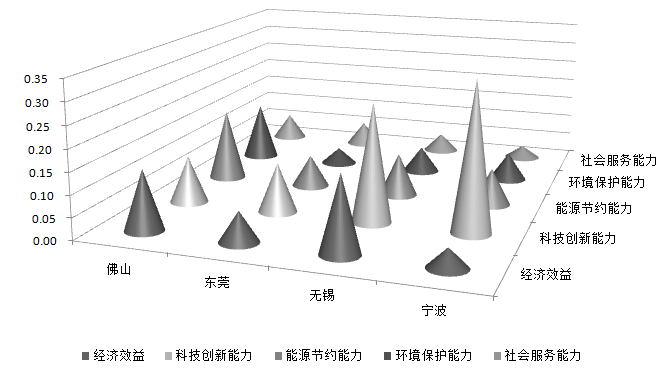 0.35
0.30
0.25
0.20
0.15
0.10
0.05
0.00
佛山
东莞
无锡
宁波
社会服务能力
环境保护能力
能源节约能力
科技创新能力
经济效益
经济效益 科技创新能力 能源节约能力 环境保护能力 社会服务能力